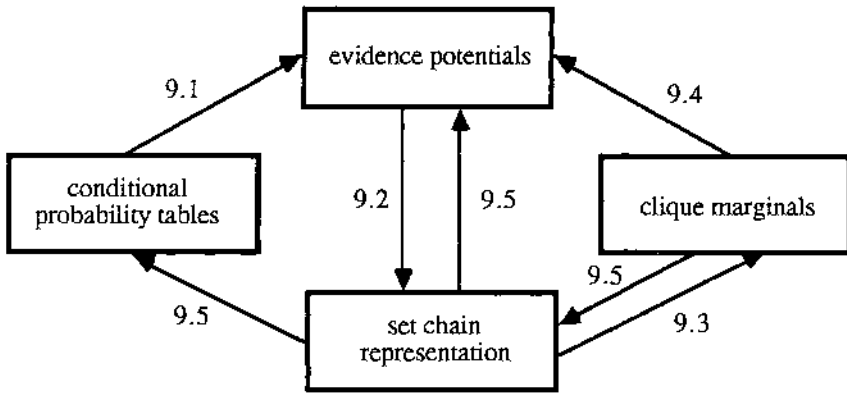 evidence potentials
9.1
9.4
conditional
probability tables
9.2
9.5
clique marginals
9.5
9.5
9.3
set chain
representation